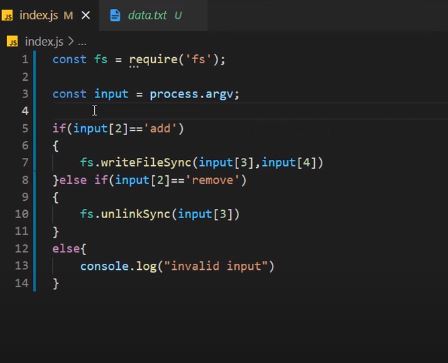 JS index.js M × data.txt U
JS index.js > ...
1 const fs = require('fs');
2
3 const input = process.argv;
4
5 if(input[2]=='add')
6 {
7     fs.writeFileSync(input[3],input[4])
8 }else if(input[2]=='remove')
9 {
10     fs.unlinkSync(input[3])
11 }
12 else{
13     console.log("invalid input")
14 }